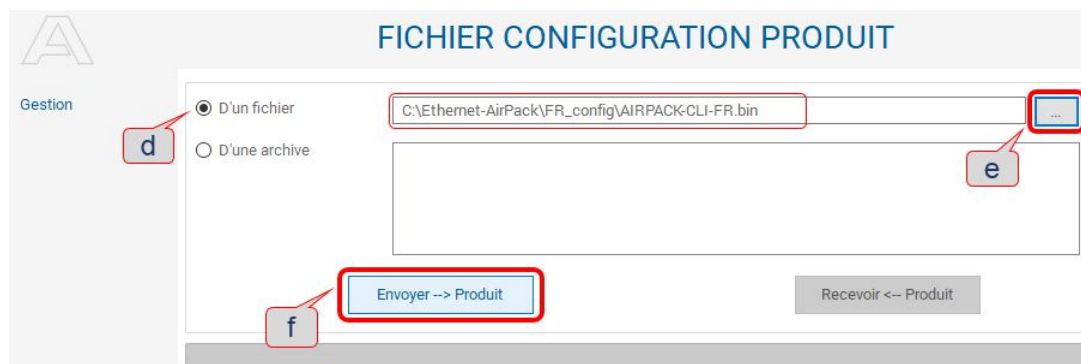 FICHIER CONFIGURATION PRODUIT
Gestion
D'un fichier
C:\Ethernet-AirPack\FR_config\AIRPACK-CLI-FR.bin
...
d
D'une archive
e
Envoyer --> Produit
Recevoir <-- Produit
f